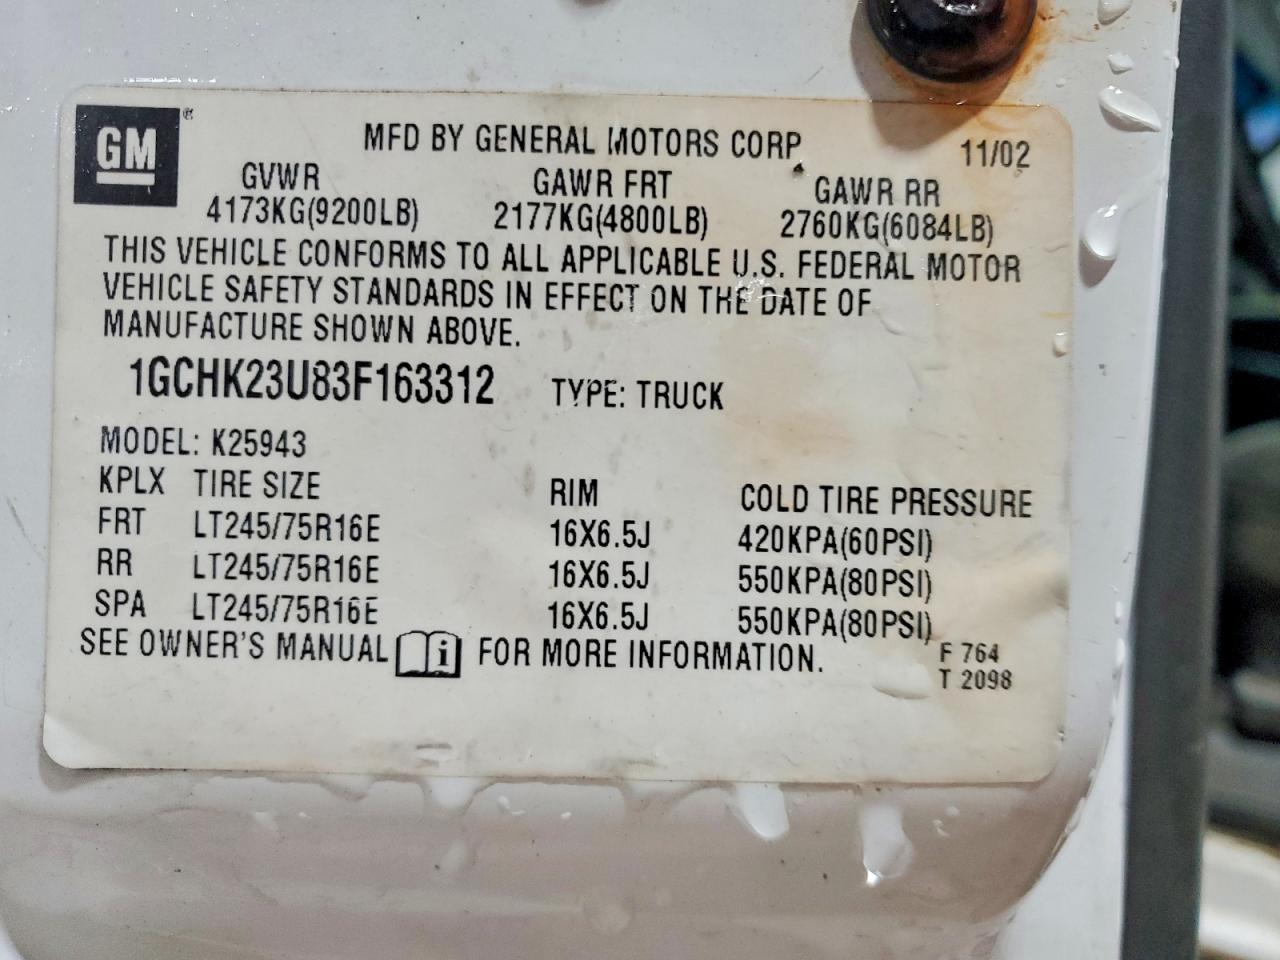 GM
MFD BY GENERAL MOTORS CORP 11/02
GVWR GAWR FRT GAWR RR
4173KG(9200LB) 2177KG(4800LB) 2760KG(6084LB)
THIS VEHICLE CONFORMS TO ALL APPLICABLE U.S. FEDERAL MOTOR
VEHICLE SAFETY STANDARDS IN EFFECT ON THE DATE OF
MANUFACTURE SHOWN ABOVE.
1GCHK23U83F163312 TYPE: TRUCK
MODEL: K25943
KPLX TIRE SIZE RIM COLD TIRE PRESSURE
FRT LT245/75R16E 16X6.5J 420KPA(60PSI)
RR LT245/75R16E 16X6.5J 550KPA(80PSI)
SPA LT245/75R16E 16X6.5J 550KPA(80PSI)
SEE OWNER'S MANUAL i FOR MORE INFORMATION.
F 764
T 2098